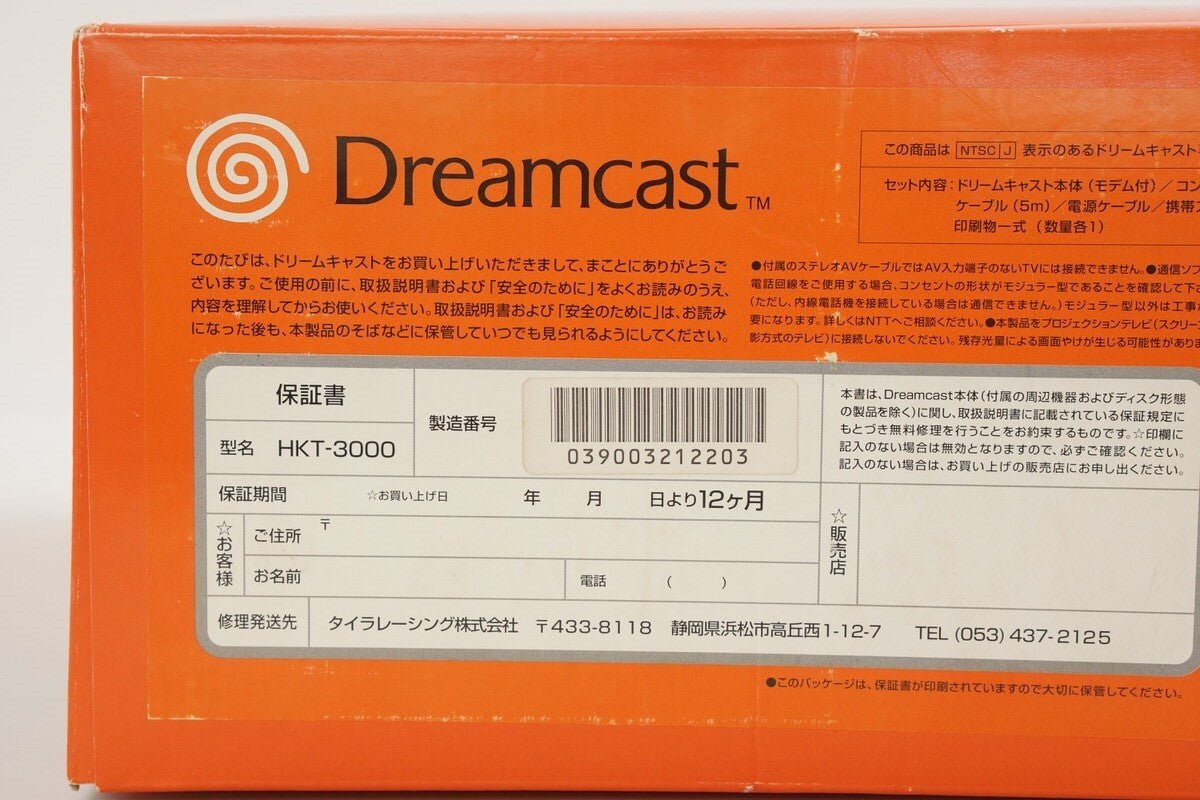 Dreamcast™
この商品は NTSC J 表示のあるドリームキャスト
セット内容：ドリームキャスト本体（モデム付）／コン
ケーブル（5m）／電源ケーブル／携帯
印刷物一式（数量各1）
このたびは、ドリームキャストをお買い上げいただきまして、まことにありがとうご
ざいます。ご使用の前に、取扱説明書および「安全のために」をよくお読みのうえ、
内容を理解してからお使いください。取扱説明書および「安全のために」は、お読み
になった後も、本製品のそばなどに保管していつでも見られるようにしてください。
●付属のステレオAVケーブルではAV入力端子のないTVには接続できません。●通信ソフ
電話回線をご使用する場合、コンセントの形状がモジュラー型であることを確認して下さ
（ただし、内線電話機を接続している場合は通信できません。）モジュラー型以外は工事
要になります。詳しくはNTTへご相談ください。●本製品をプロジェクションテレビ（スクリー
影方式のテレビ）に接続しないでください。残存光量による画面やけが生じる可能性があり
保証書
型名 HKT-3000
製造番号
039003212203
本書は、Dreamcast本体（付属の周辺機器およびディスク形態
の製品を除く）に関し、取扱説明書に記載されている保証規定に
もとづき無料修理を行うことをお約束するものです。☆印欄に
記入のない場合は無効となりますので、必ずご確認ください。
記入のない場合は、お買い上げの販売店にお申し出ください。
保証期間 ☆お買い上げ日 年 月 日より12ヶ月
☆お客様
ご住所 〒
お名前
電話 （ ）
☆販売店
修理発送先 タイラレーシング株式会社 〒433-8118 静岡県浜松市高丘西1-12-7 TEL (053) 437-2125
●このパッケージは、保証書が印刷されていますので大切に保管してください。